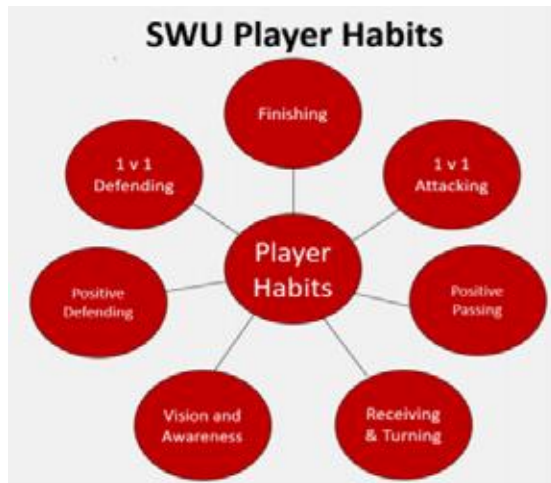 SWU Player Habits
Finishing
1 v 1
Defending
1 v 1
Attacking
Player
Habits
Positive
Defending
Positive
Passing
Vision and
Awareness
Receiving
& Turning